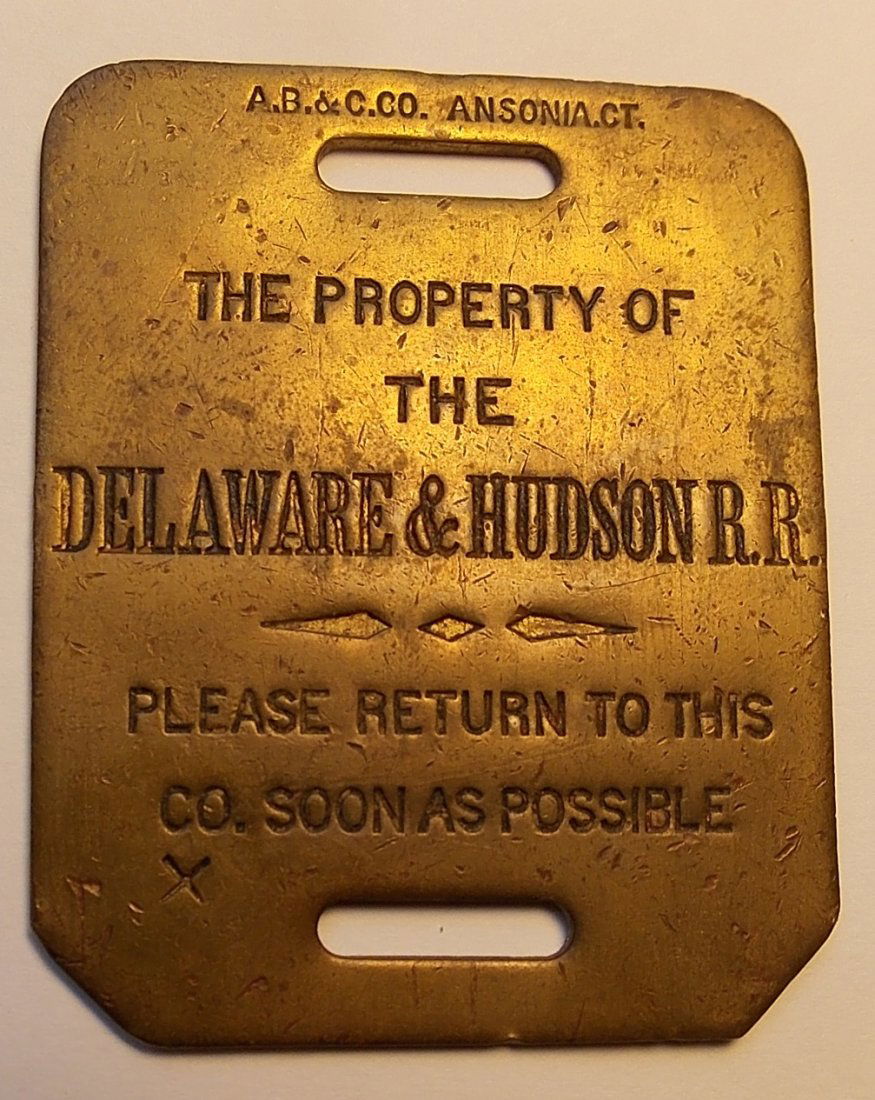 A.B.& C.CO. ANSONIA.CT.
THE PROPERTY OF
THE
DELAWARE & HUDSON R.R.
PLEASE RETURN TO THIS
CO. SOON AS POSSIBLE
X